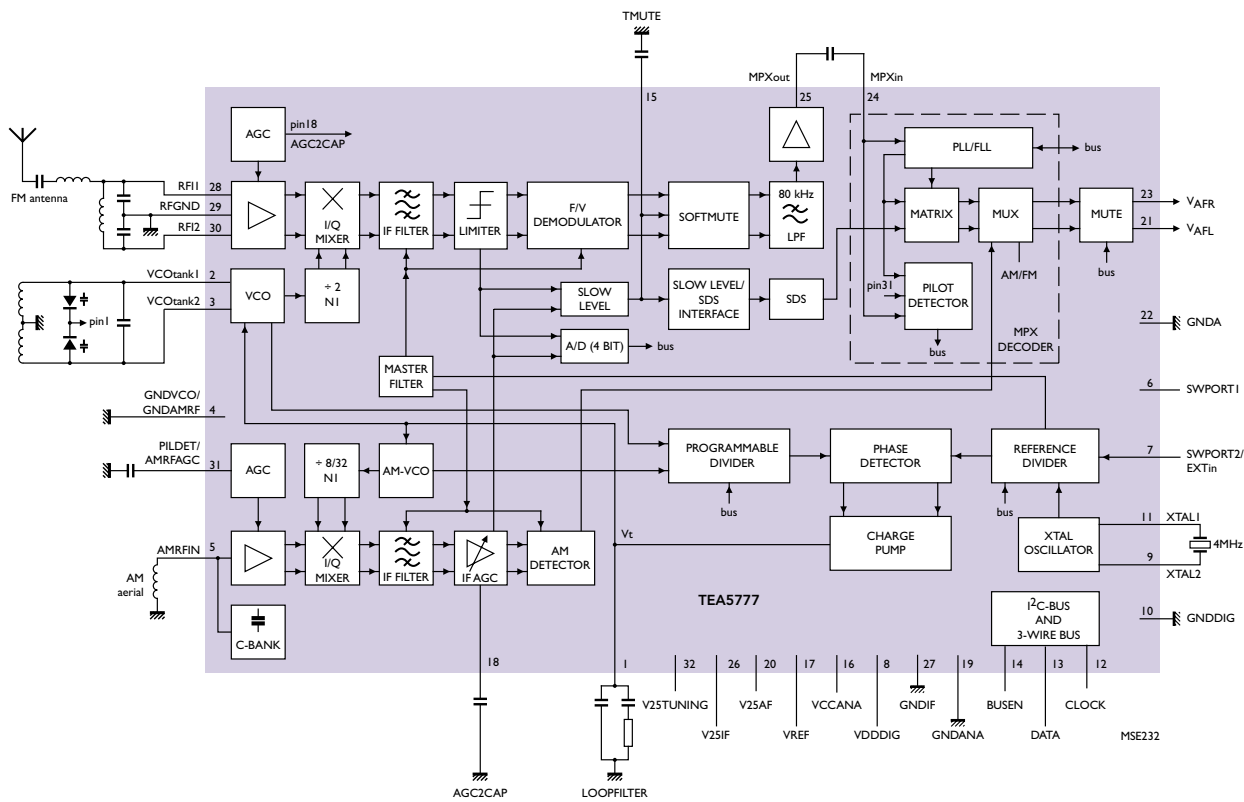 TMUTE
MPXout
MPXin
15
25
24
AGC
pin18
AGC2CAP
PLL/FLL
bus
FM antenna
RFI1
28
RFGND
29
RFI2
30
I/Q
MIXER
IF FILTER
LIMITER
F/V
DEMODULATOR
SOFTMUTE
80 kHz
LPF
MATRIX
MUX
MUTE
23
VAFR
21
VAFL
AM/FM
bus
VCOtank1
2
VCOtank2
3
pin1
VCO
÷ 2
N1
SLOW
LEVEL
SLOW LEVEL/
SDS
INTERFACE
SDS
pin31
PILOT
DETECTOR
bus
MPX
DECODER
22
GNDA
A/D (4 BIT)
bus
MASTER
FILTER
6
SWPORT1
GNDVCO/
GNDAMRF
4
PILDET/
AMRFAGC
31
AGC
÷ 8/32
N1
AM-VCO
PROGRAMMABLE
DIVIDER
bus
PHASE
DETECTOR
REFERENCE
DIVIDER
bus
7
SWPORT2/
EXTin
AMRFIN
5
AM
aerial
I/Q
MIXER
IF FILTER
IF AGC
AM
DETECTOR
Vt
CHARGE
PUMP
XTAL
OSCILLATOR
11
XTAL1
4MHz
9
XTAL2
C-BANK
TEA5777
I2C-BUS
AND
3-WIRE BUS
10
GNDDIG
18
1
32
26
20
17
16
8
27
19
14
13
12
V25TUNING
V25AF
VCCANA
GNDIF
BUSEN
CLOCK
V25IF
VREF
VDDDIG
GNDANA
DATA
MSE232
AGC2CAP
LOOPFILTER